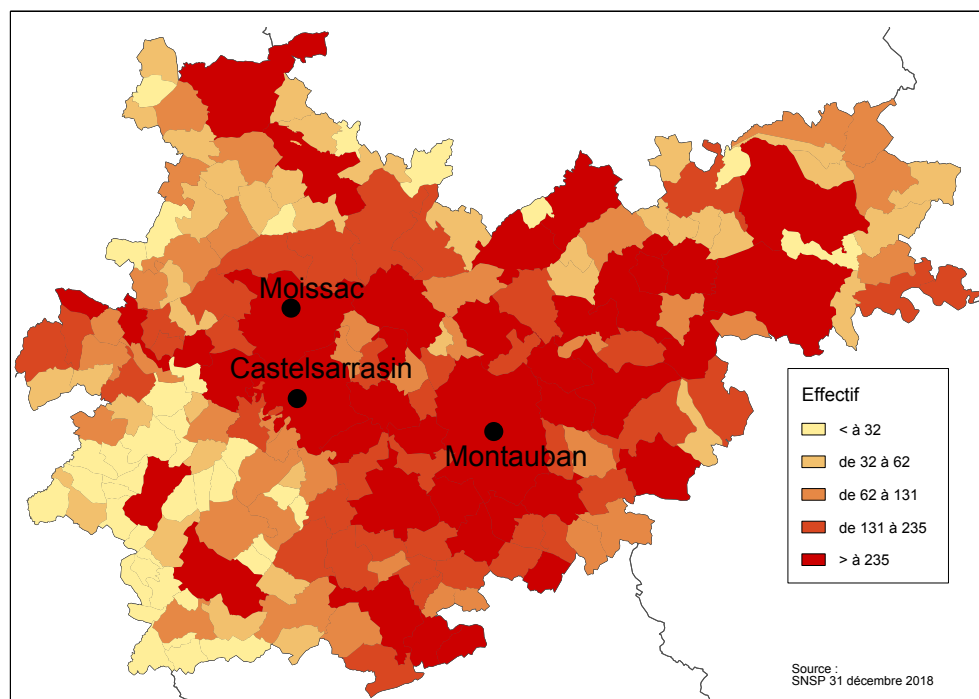 Moissac
Castelsarrasin
Montauban
Effectif
< à 32
de 32 à 62
de 62 à 131
de 131 à 235
> à 235
Source :
SNSP 31 décembre 2018